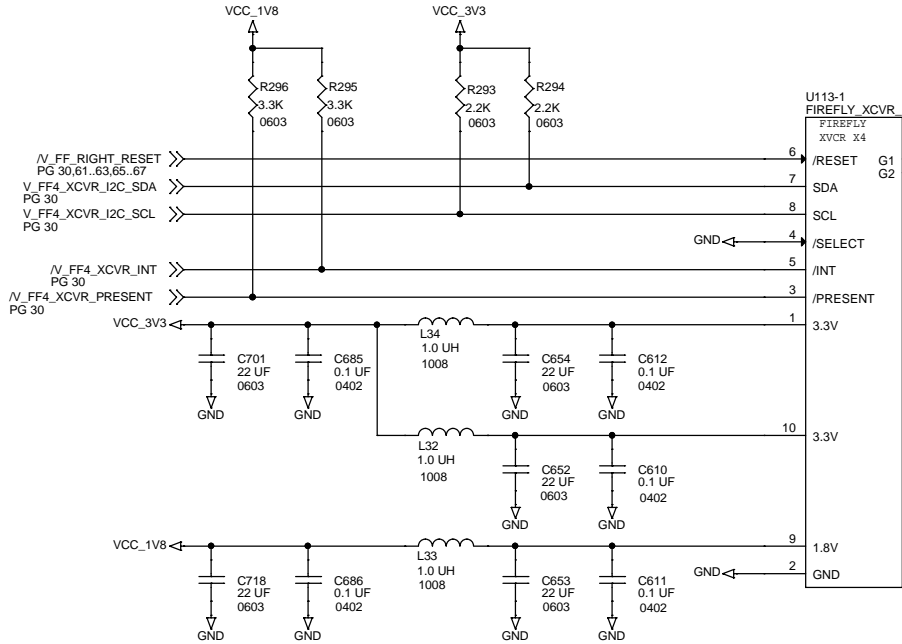 VCC_1V8
VCC_3V3
R296
3.3K
0603
R295
3.3K
0603
R293
2.2K
0603
R294
2.2K
0603
U113-1
FIREFLY_XCVR_
FIREFLY
XVCR X4
/V_FF_RIGHT_RESET
PG 30,61..63,65..67
6
/RESET
G1
G2
V_FF4_XCVR_I2C_SDA
PG 30
7
SDA
V_FF4_XCVR_I2C_SCL
PG 30
8
SCL
GND
4
/SELECT
/V_FF4_XCVR_INT
PG 30
5
/INT
/V_FF4_XCVR_PRESENT
PG 30
3
/PRESENT
VCC_3V3
1
3.3V
L34
1.0 UH
1008
C701
22 UF
0603
GND
C685
0.1 UF
0402
GND
C654
22 UF
0603
GND
C612
0.1 UF
0402
GND
10
3.3V
L32
1.0 UH
1008
C652
22 UF
0603
GND
C610
0.1 UF
0402
GND
VCC_1V8
9
1.8V
L33
1.0 UH
1008
GND
2
GND
C718
22 UF
0603
GND
C686
0.1 UF
0402
GND
C653
22 UF
0603
GND
C611
0.1 UF
0402
GND